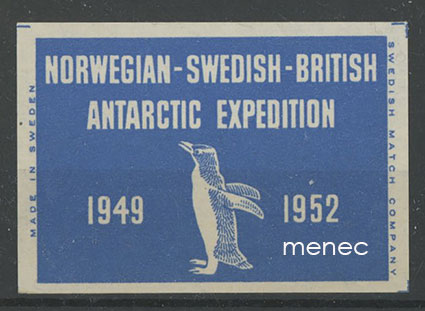 NORWEGIAN-SWEDISH-BRITISH
ANTARCTIC EXPEDITION
1949 1952
menec
MADE IN SWEDEN
SWEDISH MATCH COMPANY